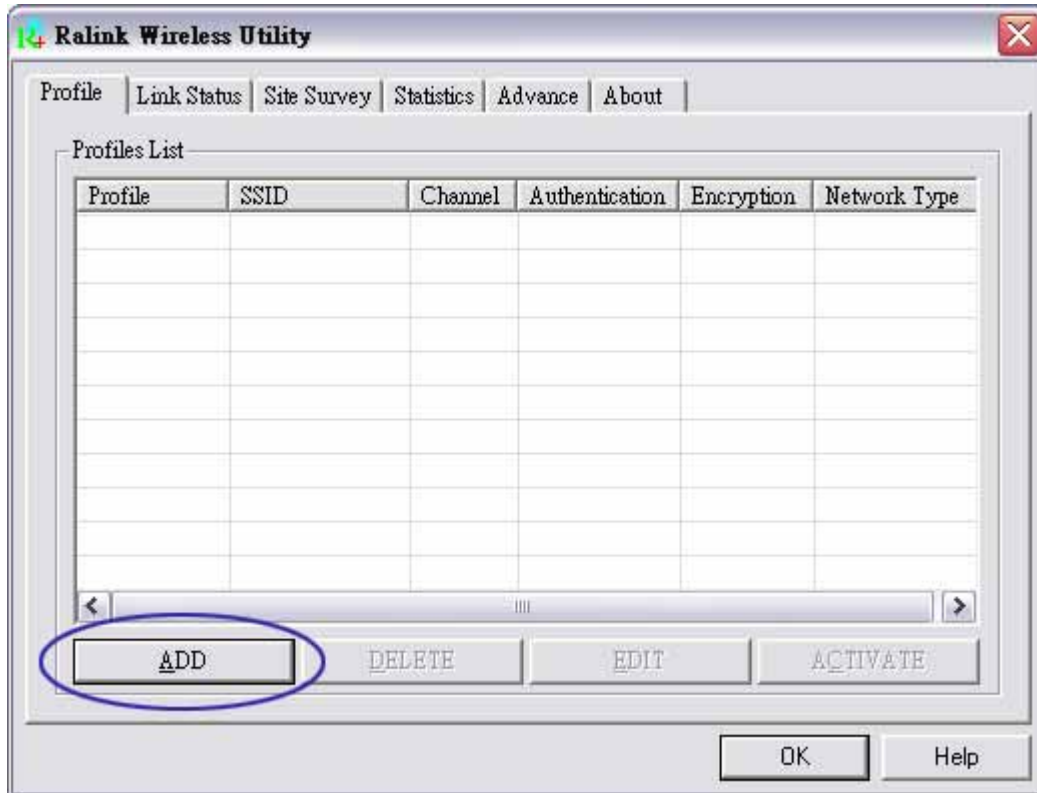 Ralink Wireless Utility
Profile Link Status Site Survey Statistics Advance About
Profiles List
Profile SSID Channel Authentication Encryption Network Type
ADD DELETE EDIT ACTIVATE
OK Help